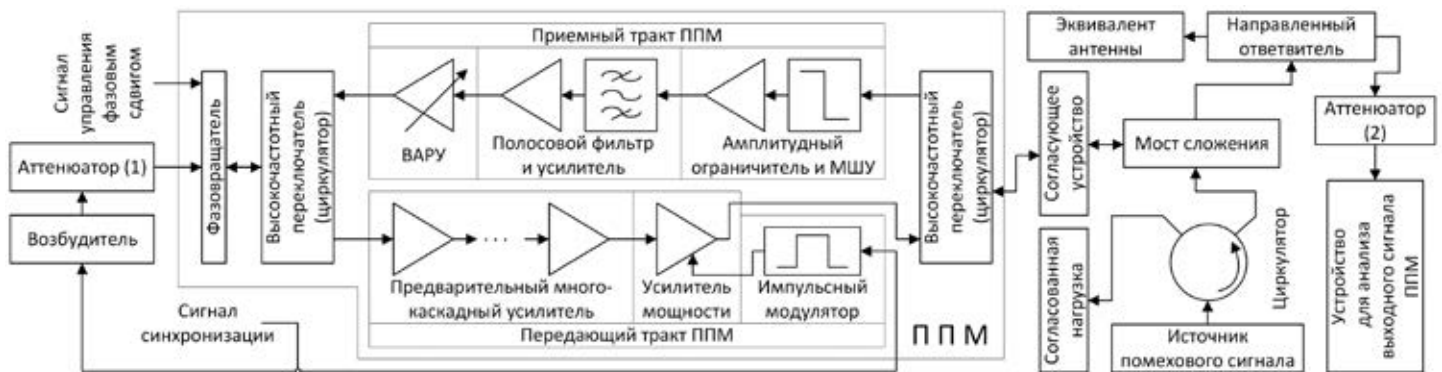 Сигнал
управления
фазовым
сдвигом
Аттенюатор (1)
Возбудитель
Сигнал
синхронизации
Фазовращатель
Высокочастотный
переключатель
(циркулятор)
Приемный тракт ППМ
ВАРУ
Полосовой фильтр
и усилитель
Амплитудный
ограничитель и МШУ
Предварительный много-
каскадный усилитель
Усилитель
мощности
Импульсный
модулятор
Передающий тракт ППМ
ППМ
Высокочастотный
переключатель
(циркулятор)
Эквивалент
антенны
Направленный
ответвитель
Согласующее
устройство
Мост сложения
Аттенюатор
(2)
Согласованная
нагрузка
Циркулятор
Источник
помехового сигнала
Устройство
для анализа
выходного сигнала
ППМ